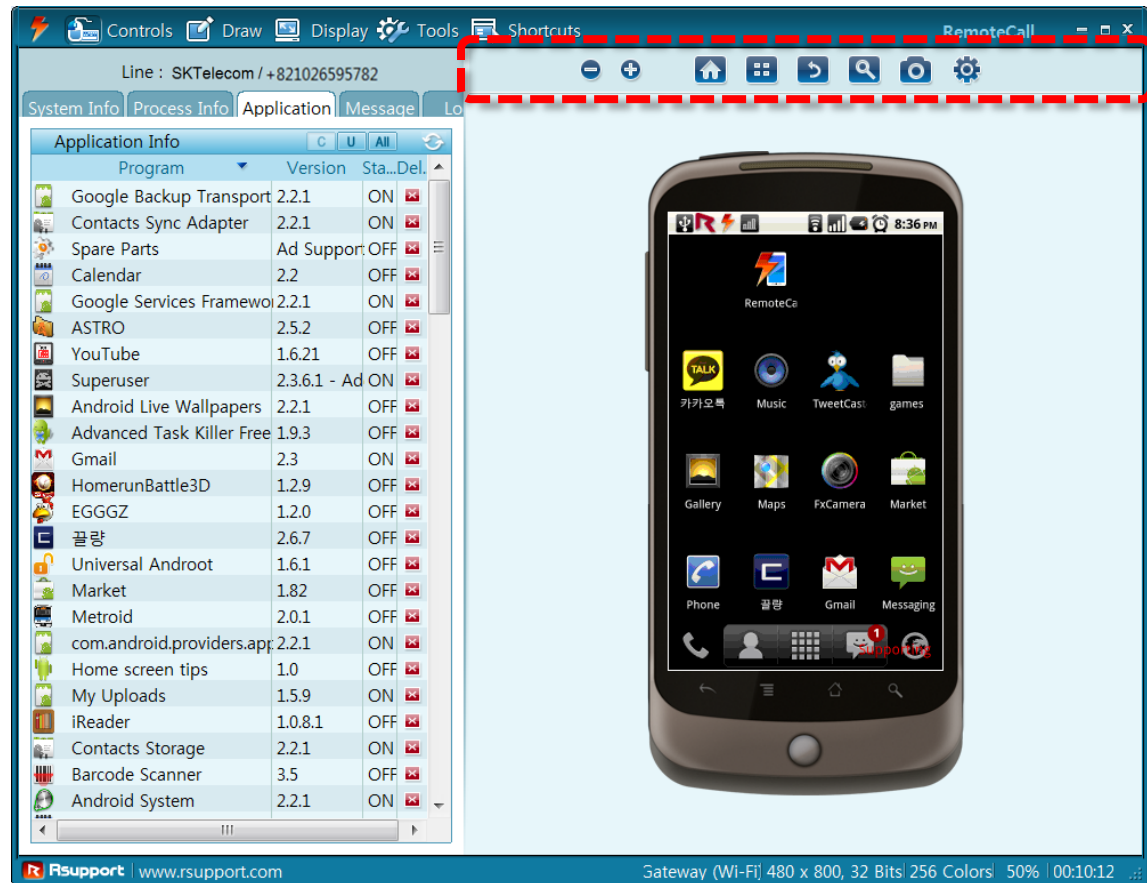 Controls Draw Display Tools Shortcuts RemoteCall
Line : SKTelecom / +821026595782
System Info Process Info Application Message Lo
Application Info C U All
Program Version Sta... Del.
Google Backup Transport 2.2.1 ON
Contacts Sync Adapter 2.2.1 ON
Spare Parts Ad Support OFF
Calendar 2.2 OFF
Google Services Framewo 2.2.1 ON
ASTRO 2.5.2 OFF
YouTube 1.6.21 OFF
Superuser 2.3.6.1 - Ad ON
Android Live Wallpapers 2.2.1 OFF
Advanced Task Killer Free 1.9.3 OFF
Gmail 2.3 ON
HomerunBattle3D 1.2.9 OFF
EGGGZ 1.2.0 OFF
끌량 2.6.7 OFF
Universal Androot 1.6.1 OFF
Market 1.82 OFF
Metroid 2.0.1 OFF
com.android.providers.app 2.2.1 ON
Home screen tips 1.0 OFF
My Uploads 1.5.9 ON
iReader 1.0.8.1 OFF
Contacts Storage 2.2.1 ON
Barcode Scanner 3.5 OFF
Android System 2.2.1 ON
8:36 PM
RemoteCa
TALK
카카오톡 Music TweetCast games
Gallery Maps FxCamera Market
Phone 끌량 Gmail Messaging
1
Supporting
Rsupport www.rsupport.com Gateway (Wi-Fi) 480 x 800, 32 Bits 256 Colors 50% 00:10:12